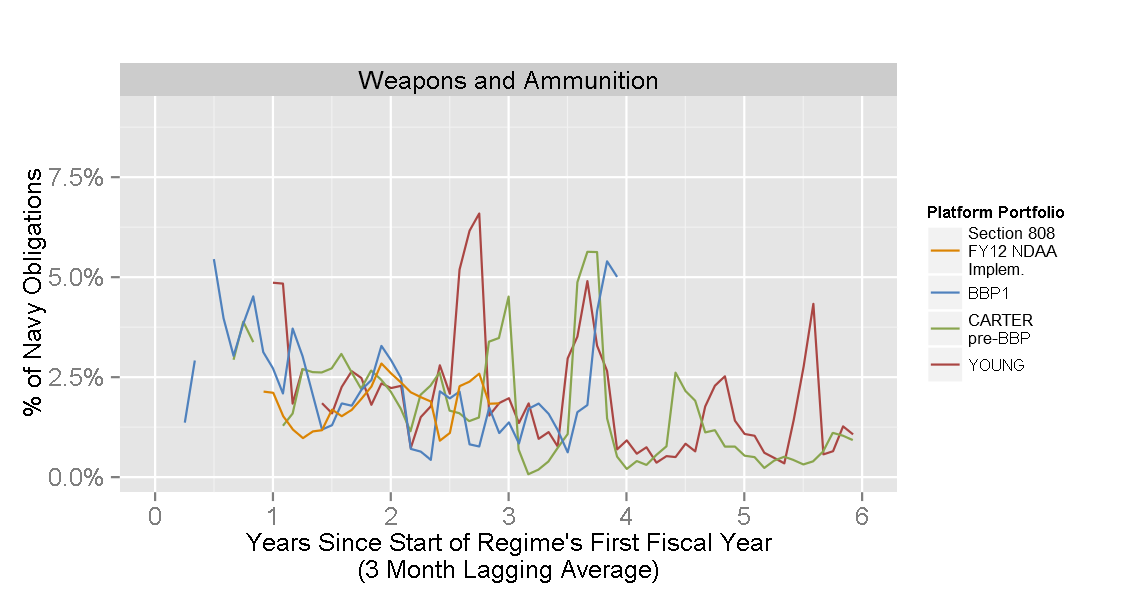 Weapons and Ammunition
% of Navy Obligations
7.5%
5.0%
2.5%
0.0%
0 1 2 3 4 5 6
Years Since Start of Regime's First Fiscal Year
(3 Month Lagging Average)
Platform Portfolio
Section 808
FY12 NDAA
Implem.
BBP1
CARTER
pre-BBP
YOUNG